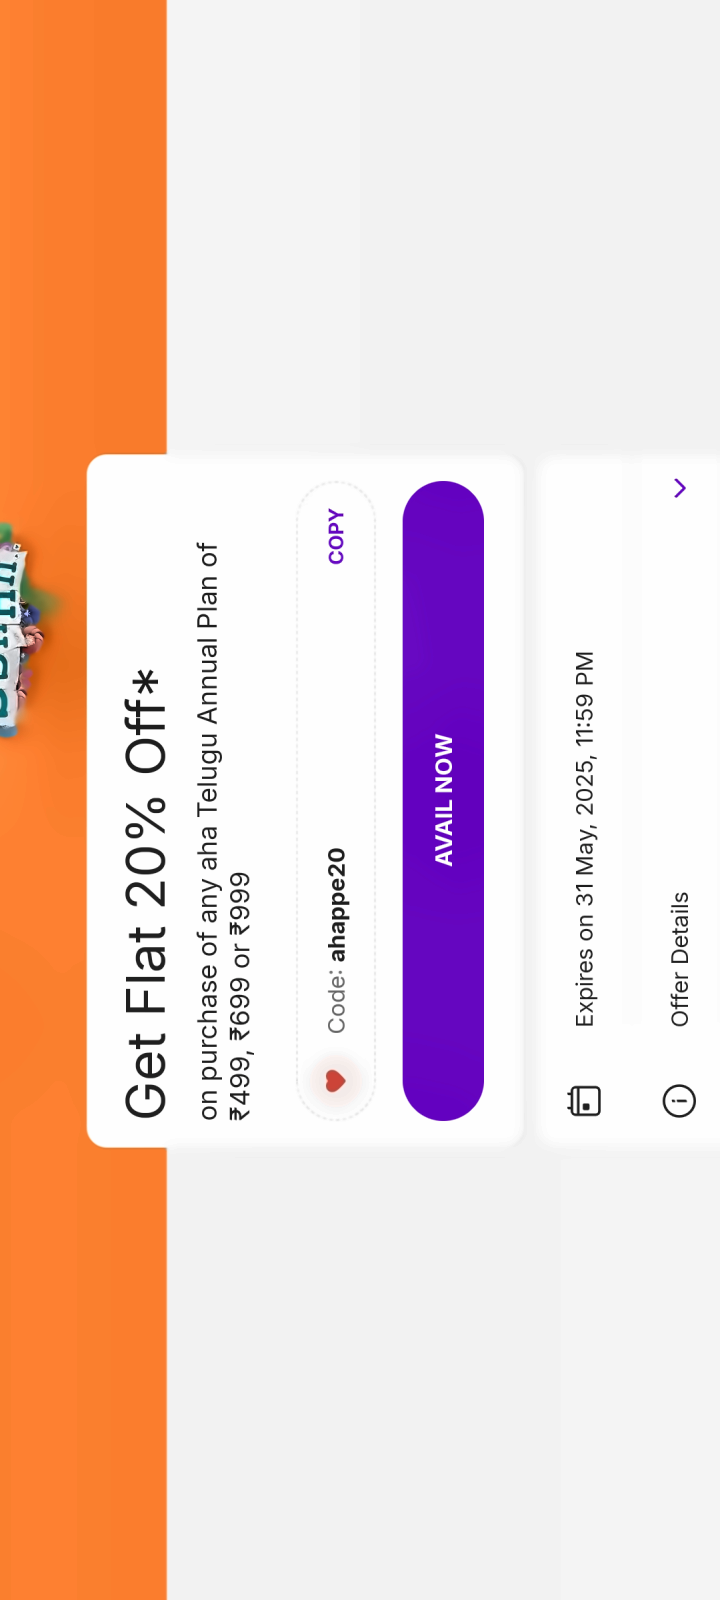 Get Flat 20% Off*
on purchase of any aha Telugu Annual Plan of
₹499, ₹699 or ₹999
Code: ahappe20
COPY
AVAIL NOW
Expires on 31 May, 2025, 11:59 PM
Offer Details